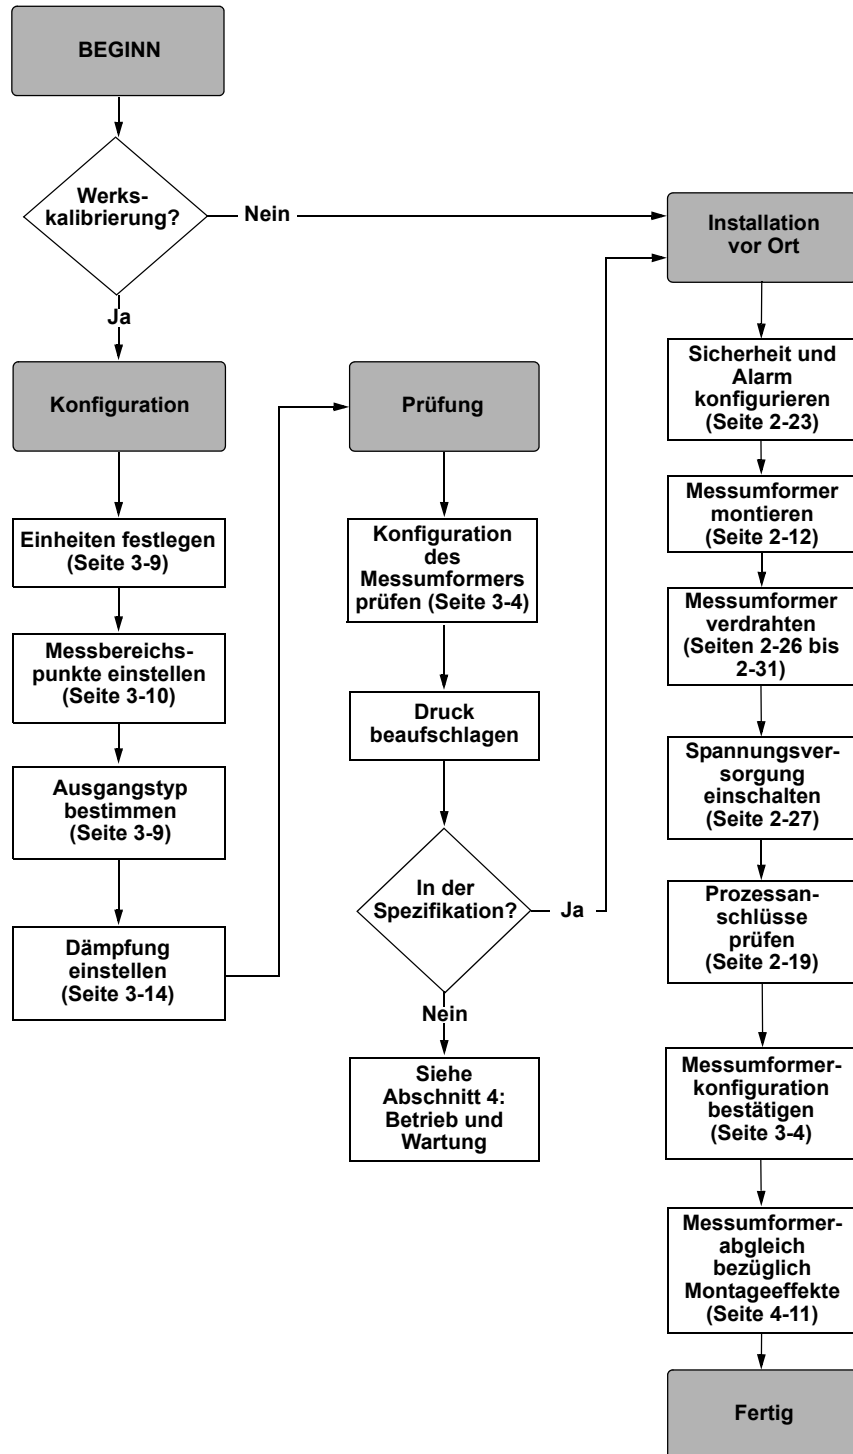 BEGINN
Werks-
kalibrierung?
Nein
Ja
Konfiguration
Einheiten festlegen
(Seite 3-9)
Messbereichs-
punkte einstellen
(Seite 3-10)
Ausgangstyp
bestimmen
(Seite 3-9)
Dämpfung
einstellen
(Seite 3-14)
Prüfung
Konfiguration
des
Messumformers
prüfen (Seite 3-4)
Druck
beaufschlagen
In der
Spezifikation?
Ja
Nein
Siehe
Abschnitt 4:
Betrieb und
Wartung
Installation
vor Ort
Sicherheit und
Alarm
konfigurieren
(Seite 2-23)
Messumformer
montieren
(Seite 2-12)
Messumformer
verdrahten
(Seiten 2-26 bis
2-31)
Spannungsver-
sorgung
einschalten
(Seite 2-27)
Prozessan-
schlüsse
prüfen
(Seite 2-19)
Messumformer-
konfiguration
bestätigen
(Seite 3-4)
Messumformer-
abgleich
bezüglich
Montageeffekte
(Seite 4-11)
Fertig